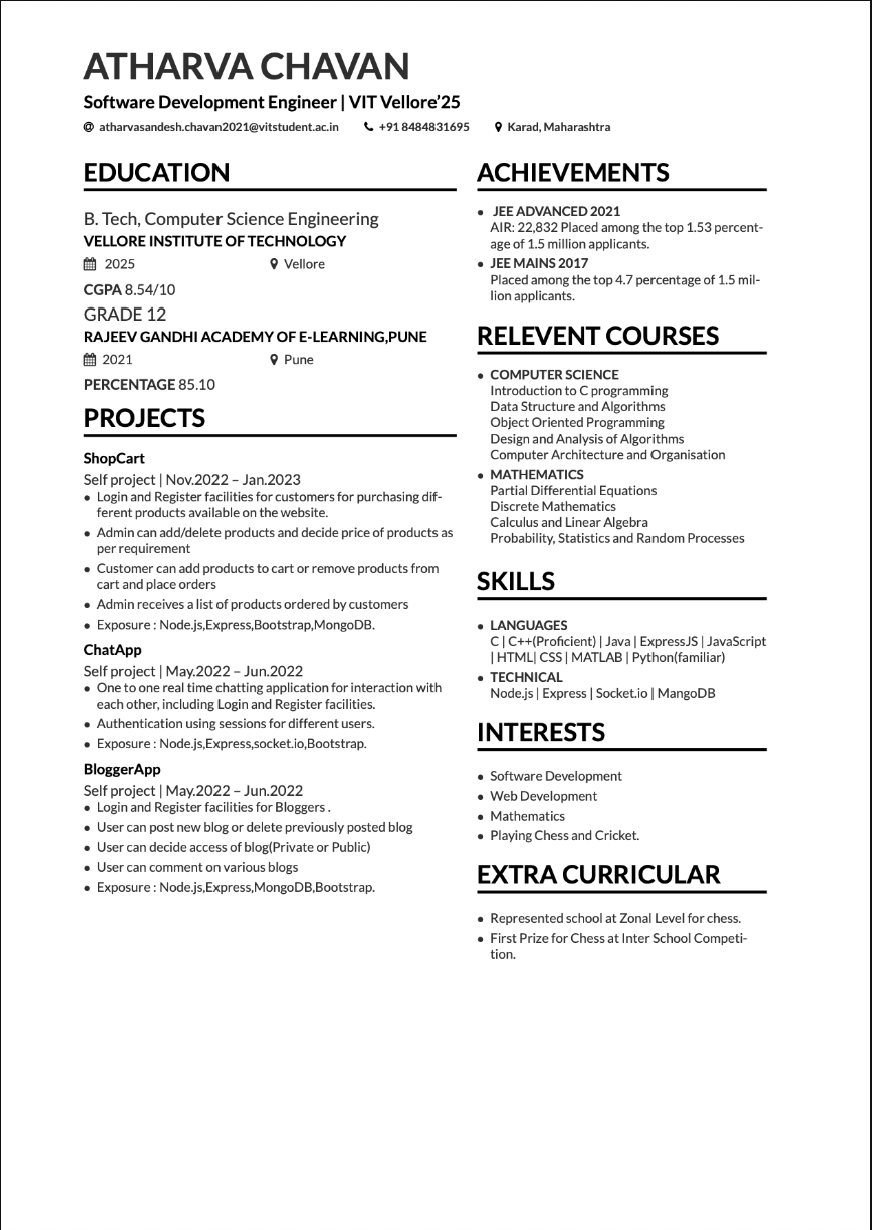 ATHARVA CHAVAN
Software Development Engineer | VIT Vellore’25
atharvasandesh.chavan2021@vitstudent.ac.in +91 8484831695 Karad, Maharashtra
EDUCATION
B. Tech, Computer Science Engineering
VELLORE INSTITUTE OF TECHNOLOGY
2025 Vellore
CGPA 8.54/10
GRADE 12
RAJEEV GANDHI ACADEMY OF E-LEARNING,PUNE
2021 Pune
PERCENTAGE 85.10
PROJECTS
ShopCart
Self project | Nov.2022 – Jan.2023
• Login and Register facilities for customers for purchasing dif-
ferent products available on the website.
• Admin can add/delete products and decide price of products as
per requirement
• Customer can add products to cart or remove products from
cart and place orders
• Admin receives a list of products ordered by customers
• Exposure : Node.js,Express,Bootstrap,MongoDB.
ChatApp
Self project | May.2022 – Jun.2022
• One to one real time chatting application for interaction with
each other, including Login and Register facilities.
• Authentication using sessions for different users.
• Exposure : Node.js,Express,socket.io,Bootstrap.
BloggerApp
Self project | May.2022 – Jun.2022
• Login and Register facilities for Bloggers .
• User can post new blog or delete previously posted blog
• User can decide access of blog(Private or Public)
• User can comment on various blogs
• Exposure : Node.js,Express,MongoDB,Bootstrap.
ACHIEVEMENTS
• JEE ADVANCED 2021
AIR: 22,832 Placed among the top 1.53 percent-
age of 1.5 million applicants.
• JEE MAINS 2017
Placed among the top 4.7 percentage of 1.5 mil-
lion applicants.
RELEVENT COURSES
• COMPUTER SCIENCE
Introduction to C programming
Data Structure and Algorithms
Object Oriented Programming
Design and Analysis of Algorithms
Computer Architecture and Organisation
• MATHEMATICS
Partial Differential Equations
Discrete Mathematics
Calculus and Linear Algebra
Probability, Statistics and Random Processes
SKILLS
• LANGUAGES
C | C++(Proficient) | Java | ExpressJS | JavaScript
| HTML| CSS | MATLAB | Python(familiar)
• TECHNICAL
Node.js | Express | Socket.io | MangoDB
INTERESTS
• Software Development
• Web Development
• Mathematics
• Playing Chess and Cricket.
EXTRA CURRICULAR
• Represented school at Zonal Level for chess.
• First Prize for Chess at Inter School Competi-
tion.